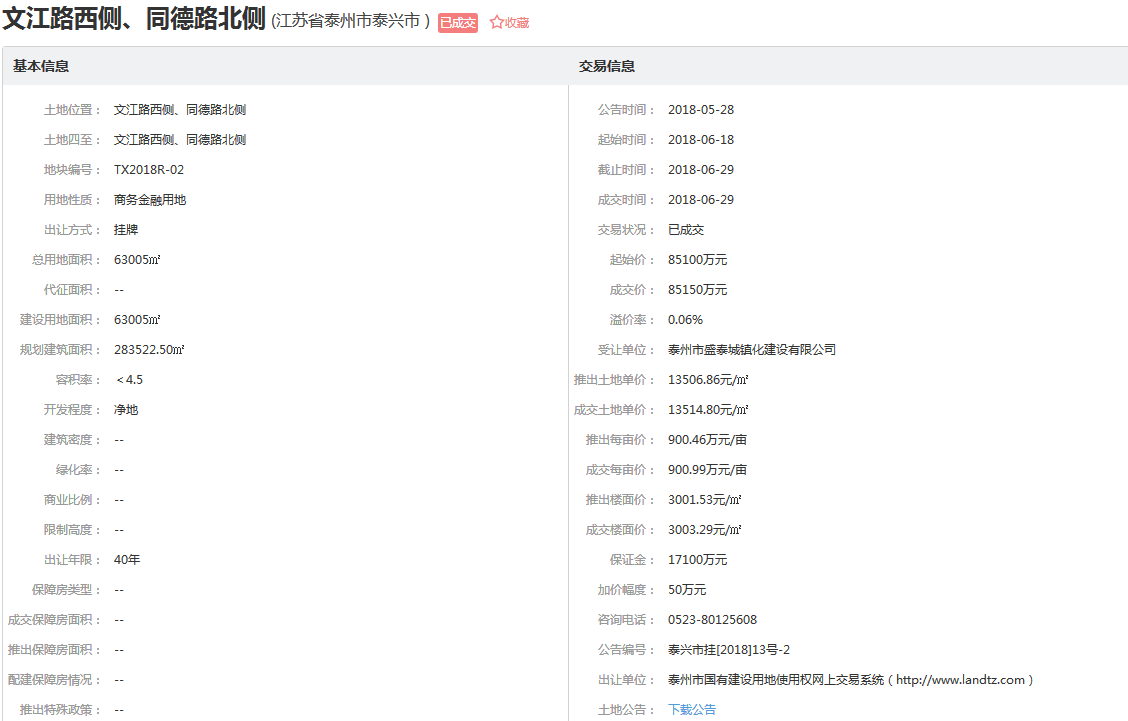 文江路西侧、同德路北侧 (江苏省泰州市泰兴市 ) 已成交 ☆收藏
基本信息
土地位置： 文江路西侧、同德路北侧
土地四至： 文江路西侧、同德路北侧
地块编号： TX2018R-02
用地性质： 商务金融用地
出让方式： 挂牌
总用地面积： 63005㎡
代征面积： --
建设用地面积： 63005㎡
规划建筑面积： 283522.50㎡
容积率： ＜4.5
开发程度： 净地
建筑密度： --
绿化率： --
商业比例： --
限制高度： --
出让年限： 40年
保障房类型： --
成交保障房面积： --
推出保障房面积： --
配建保障房情况： --
推出特殊政策： --
交易信息
公告时间： 2018-05-28
起始时间： 2018-06-18
截止时间： 2018-06-29
成交时间： 2018-06-29
交易状况： 已成交
起始价： 85100万元
成交价： 85150万元
溢价率： 0.06%
受让单位： 泰州市盛泰城镇化建设有限公司
推出土地单价： 13506.86元/㎡
成交土地单价： 13514.80元/㎡
推出每亩价： 900.46万元/亩
成交每亩价： 900.99万元/亩
推出楼面价： 3001.53元/㎡
成交楼面价： 3003.29元/㎡
保证金： 17100万元
加价幅度： 50万元
咨询电话： 0523-80125608
公告编号： 泰兴市挂[2018]13号-2
出让单位： 泰州市国有建设用地使用权网上交易系统（http://www.landtz.com）
土地公告： 下载公告